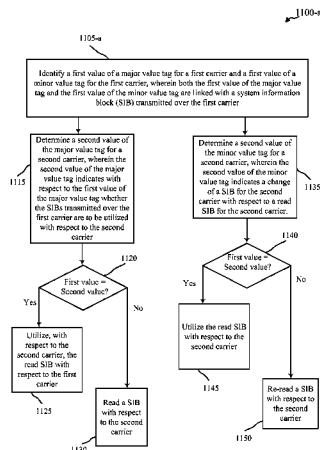 1100-a
1105-a
Identify a first value of a major value tag for a first carrier and a first value of a
minor value tag for the first carrier, wherein both the first value of the major value
tag and the first value of the minor value tag are linked with a system information
block (SIB) transmitted over the first carrier
1115
Determine a second value of
the major value tag for a
second carrier, wherein the
second value of the major
value tag indicates with
respect to the first value of
the major value tag whether
the SIBs transmitted over the
first carrier are to be utilized
with respect to the second
carrier
Determine a second value of
the minor value tag for a
second carrier, wherein the
second value of the minor
value tag indicates a change
of a SIB for the second
carrier with respect to a read
SIB for the second carrier.
1135
1120
First value =
Second value?
Yes
No
1140
First value =
Second value?
Yes
No
Utilize, with
respect to the
second carrier, the
read SIB with
respect to the first
carrier
1125
Read a SIB with
respect to the
second carrier
1130
Utilize the read SIB
with respect to the
second carrier
1145
Re-read a SIB with
respect to the
second carrier
1150